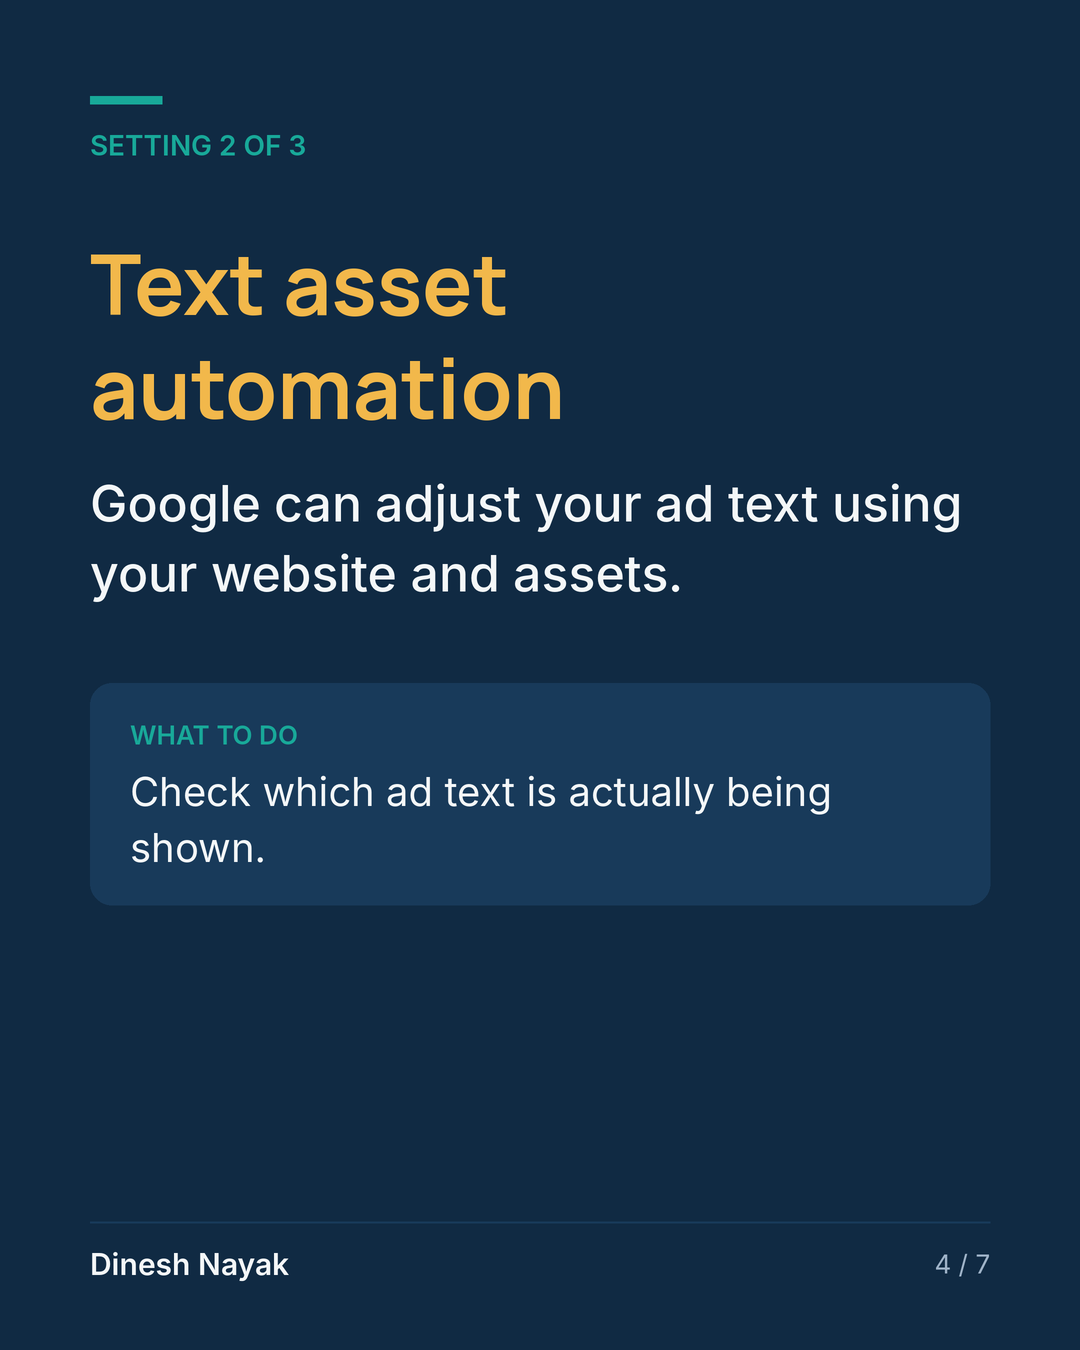 SETTING 2 OF 3
Text asset
automation
Google can adjust your ad text using
your website and assets.
WHAT TO DO
Check which ad text is actually being
shown.
Dinesh Nayak
4 / 7